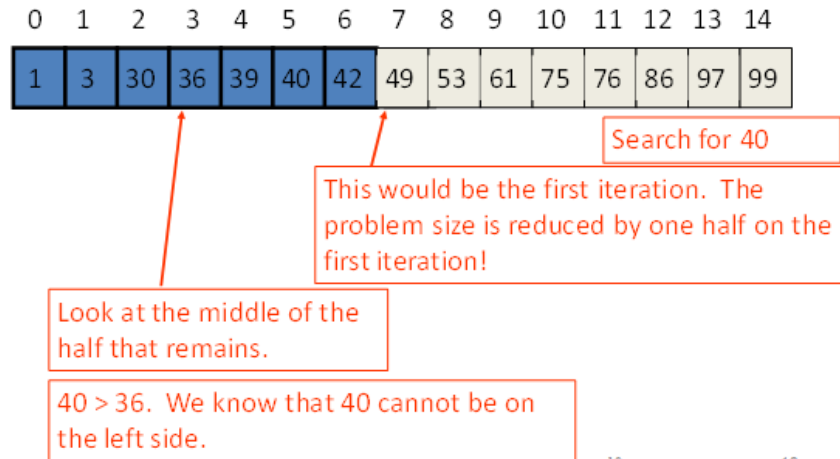 0 1 2 3 4 5 6 7 8 9 10 11 12 13 14
1 3 30 36 39 40 42 49 53 61 75 76 86 97 99
Search for 40
This would be the first iteration. The
problem size is reduced by one half on the
first iteration!
Look at the middle of the
half that remains.
40 > 36. We know that 40 cannot be on
the left side.